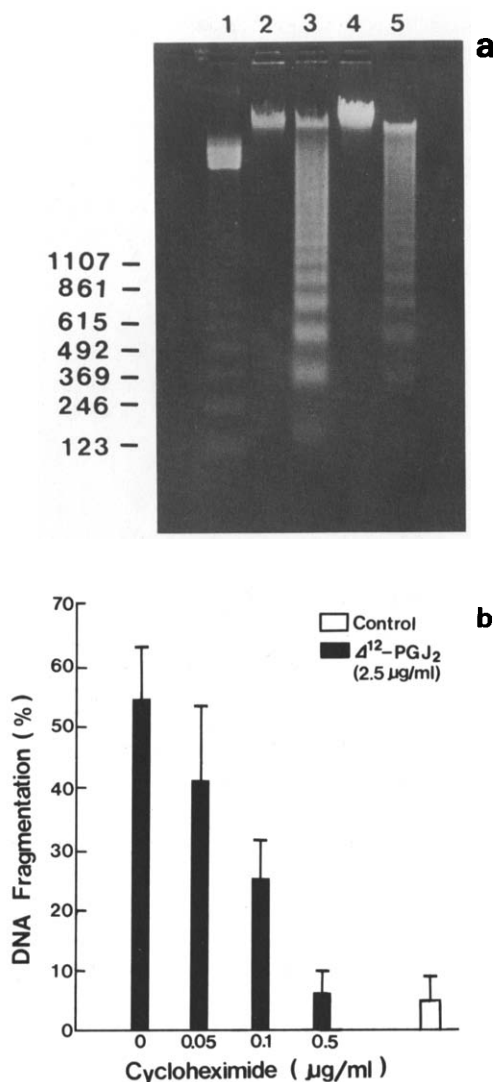 1 2 3 4 5
a
1107 –
861 –
615 –
492 –
369 –
246 –
123 –
b
70
60
50
40
30
20
10
0
DNA Fragmentation (%)
Control
Δ¹²–PGJ₂
(2.5 μg/ml)
0 0.05 0.1 0.5
Cycloheximide ( μg/ml)